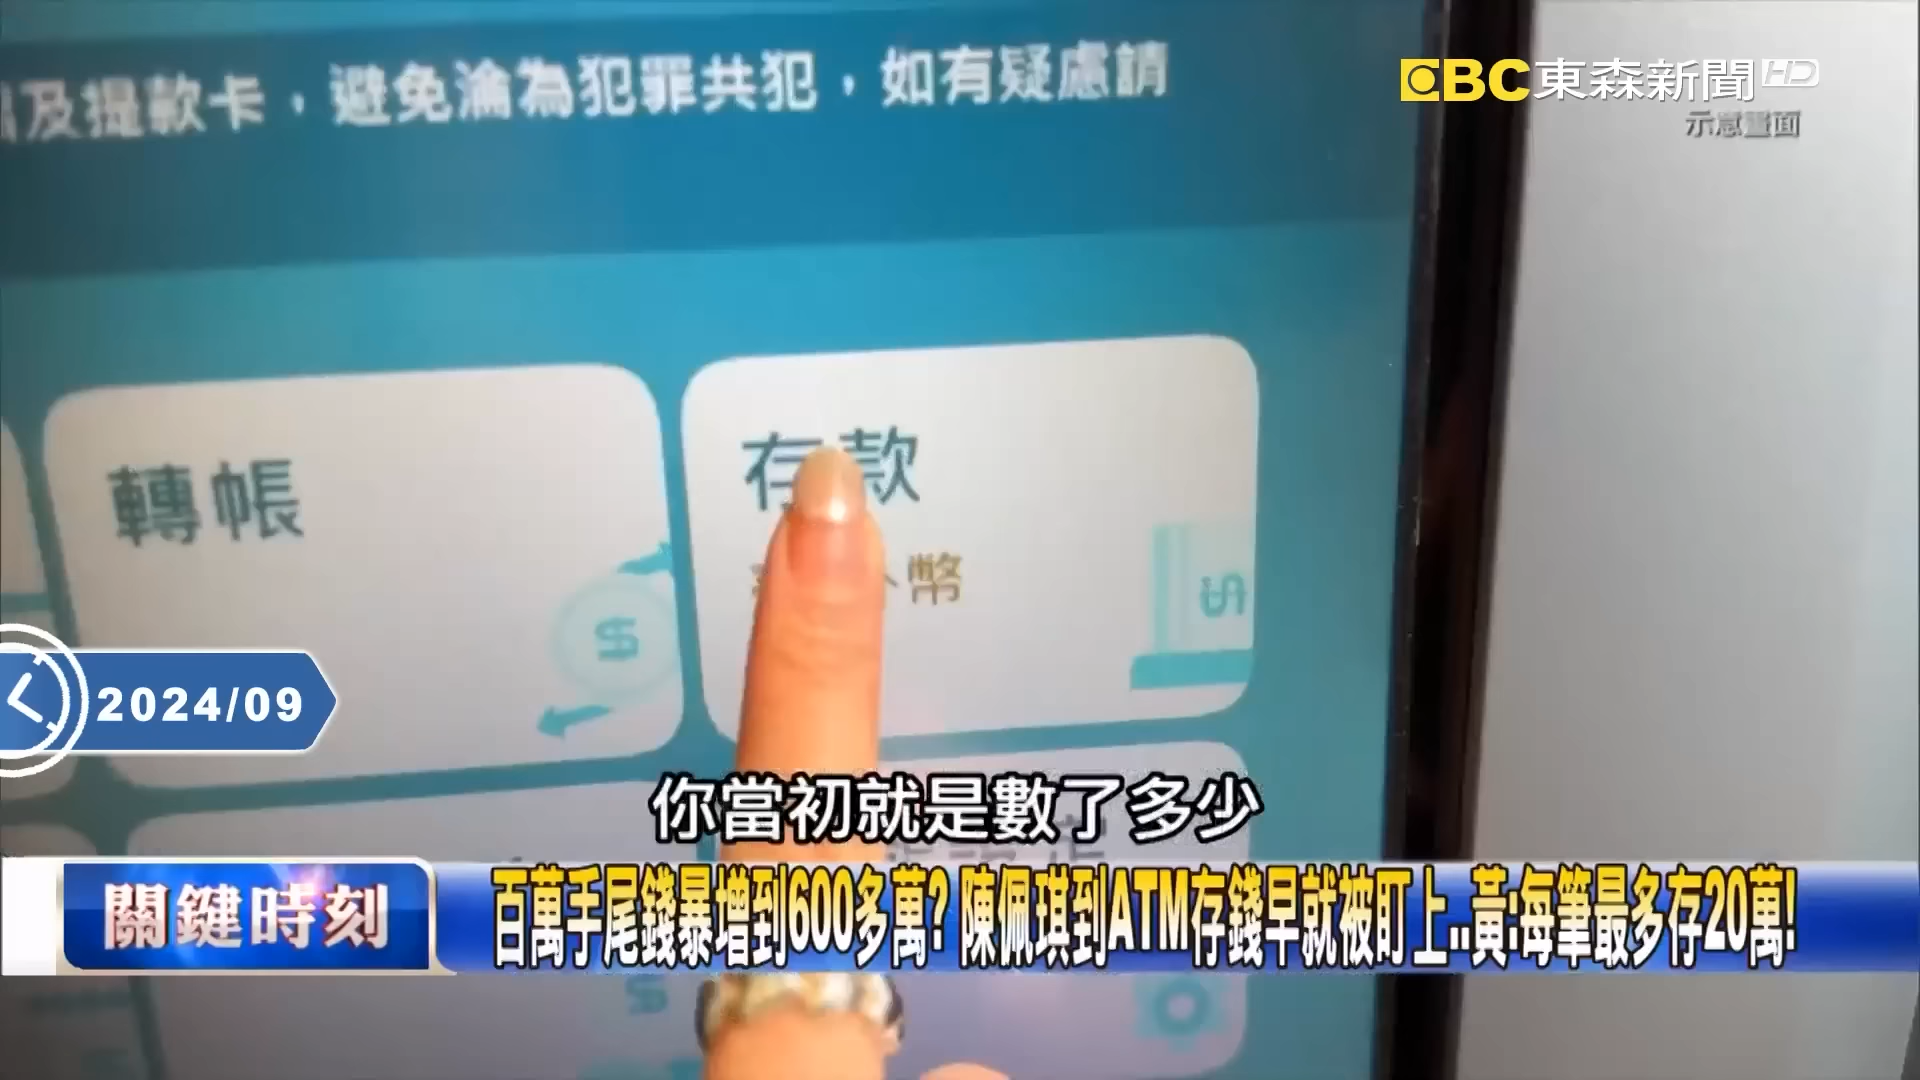 及提款卡，避免淪為犯罪共犯，如有疑慮請
EBC東森新聞HD
示意畫面
轉帳
存款
幣
$
$
2024/09
你當初就是數了多少
關鍵時刻
百萬手尾錢暴增到600多萬? 陳佩琪到ATM存錢早就被盯上..黃:每筆最多存20萬!
$